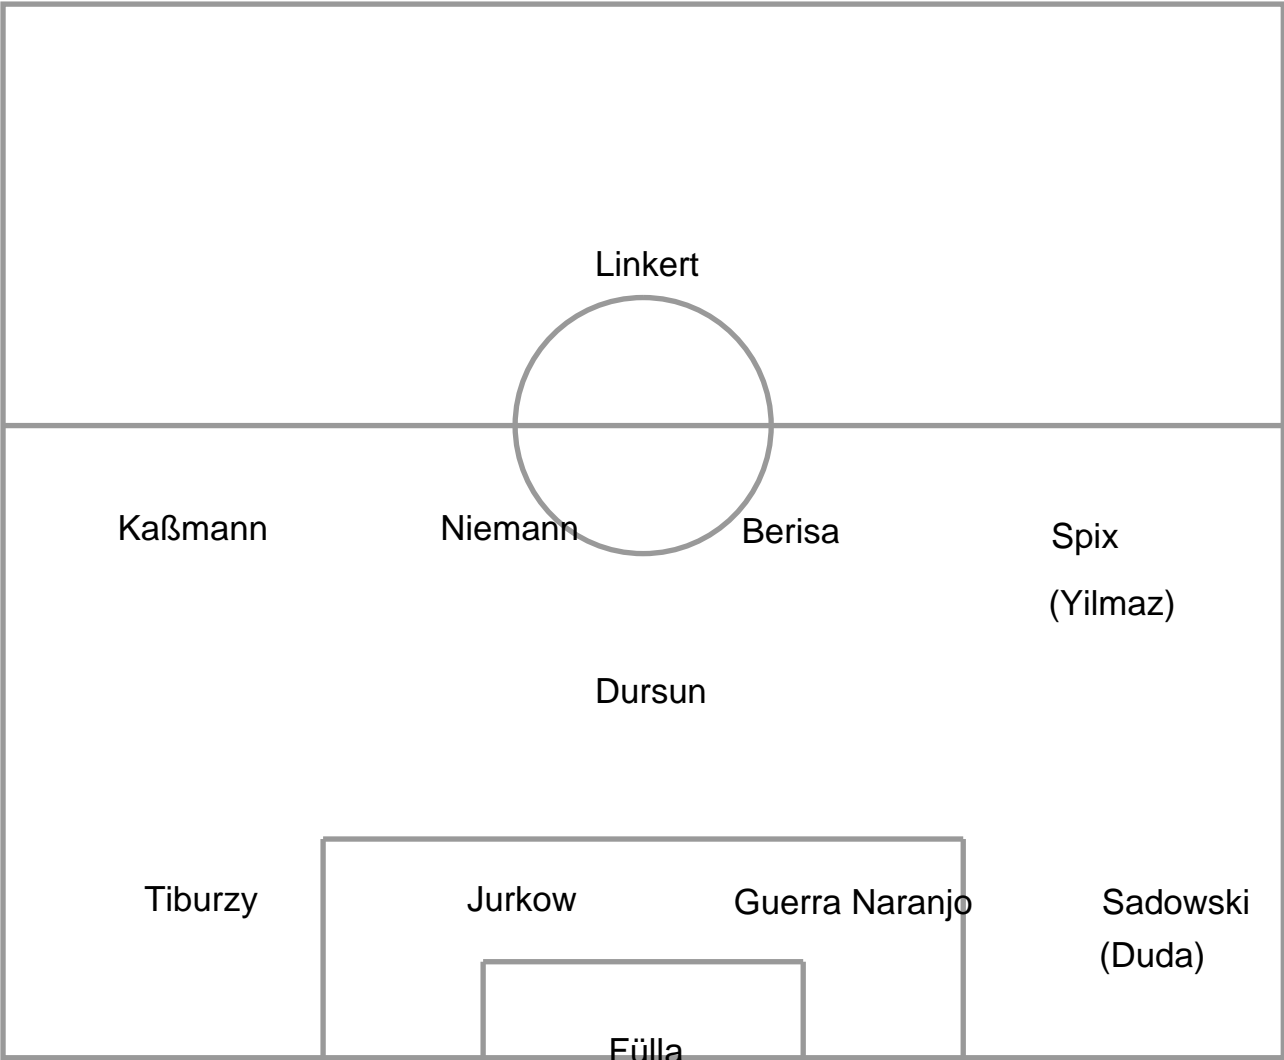 Linkert
Kaßmann Niemann Berisa Spix
(Yilmaz)
Dursun
Tiburzy Jurkow Guerra Naranjo Sadowski
(Duda)
Fülla